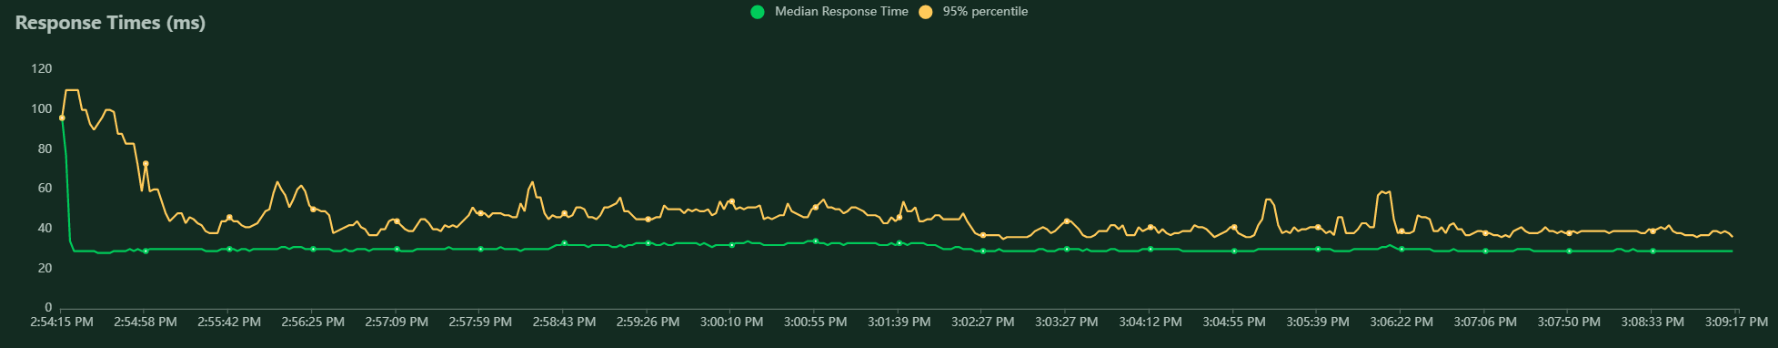 Response Times (ms)
Median Response Time 95% percentile
120
100
80
60
40
20
0
2:54:15 PM 2:54:58 PM 2:55:42 PM 2:56:25 PM 2:57:09 PM 2:57:59 PM 2:58:43 PM 2:59:26 PM 3:00:10 PM 3:00:55 PM 3:01:39 PM 3:02:27 PM 3:03:27 PM 3:04:12 PM 3:04:55 PM 3:05:39 PM 3:06:22 PM 3:07:06 PM 3:07:50 PM 3:08:33 PM 3:09:17 PM